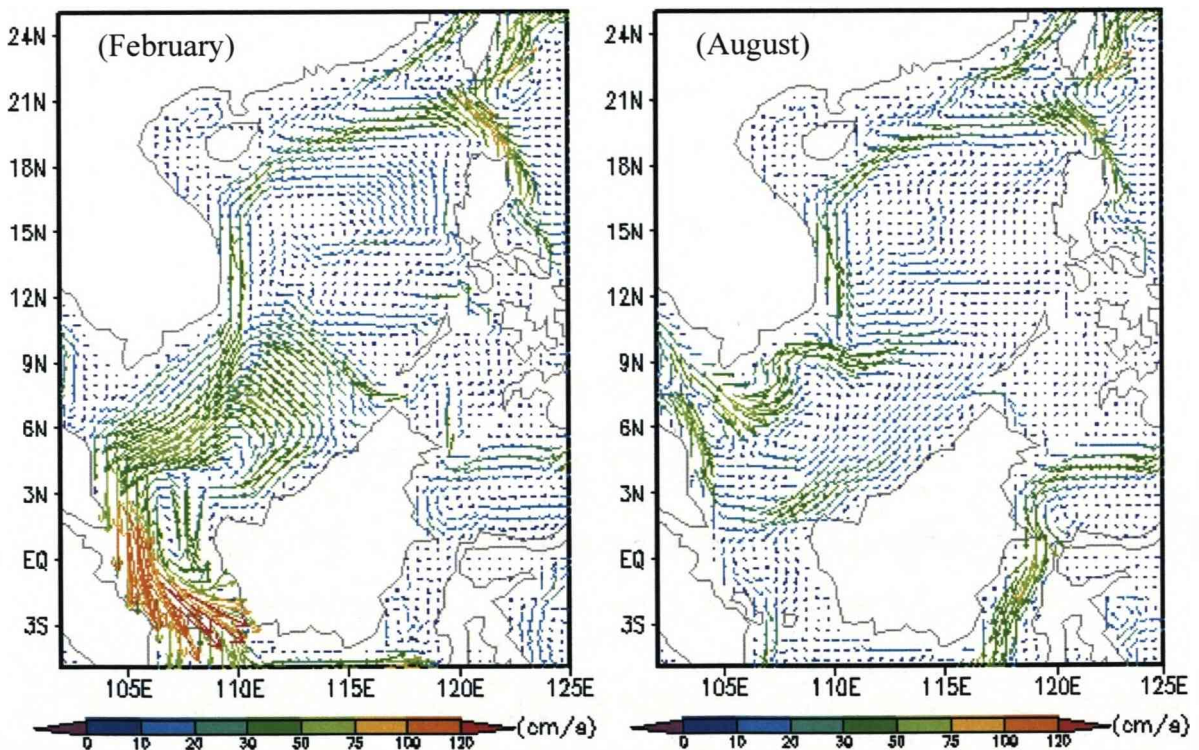 (February)
24N
21N
18N
15N
12N
9N
6N
3N
EQ
3S
105E 110E 115E 120E 125E
0 10 20 30 50 75 100 120 (cm/a)
(August)
24N
21N
18N
15N
12N
9N
6N
3N
EQ
3S
105E 110E 115E 120E 125E
0 10 20 30 50 75 100 120 (cm/a)